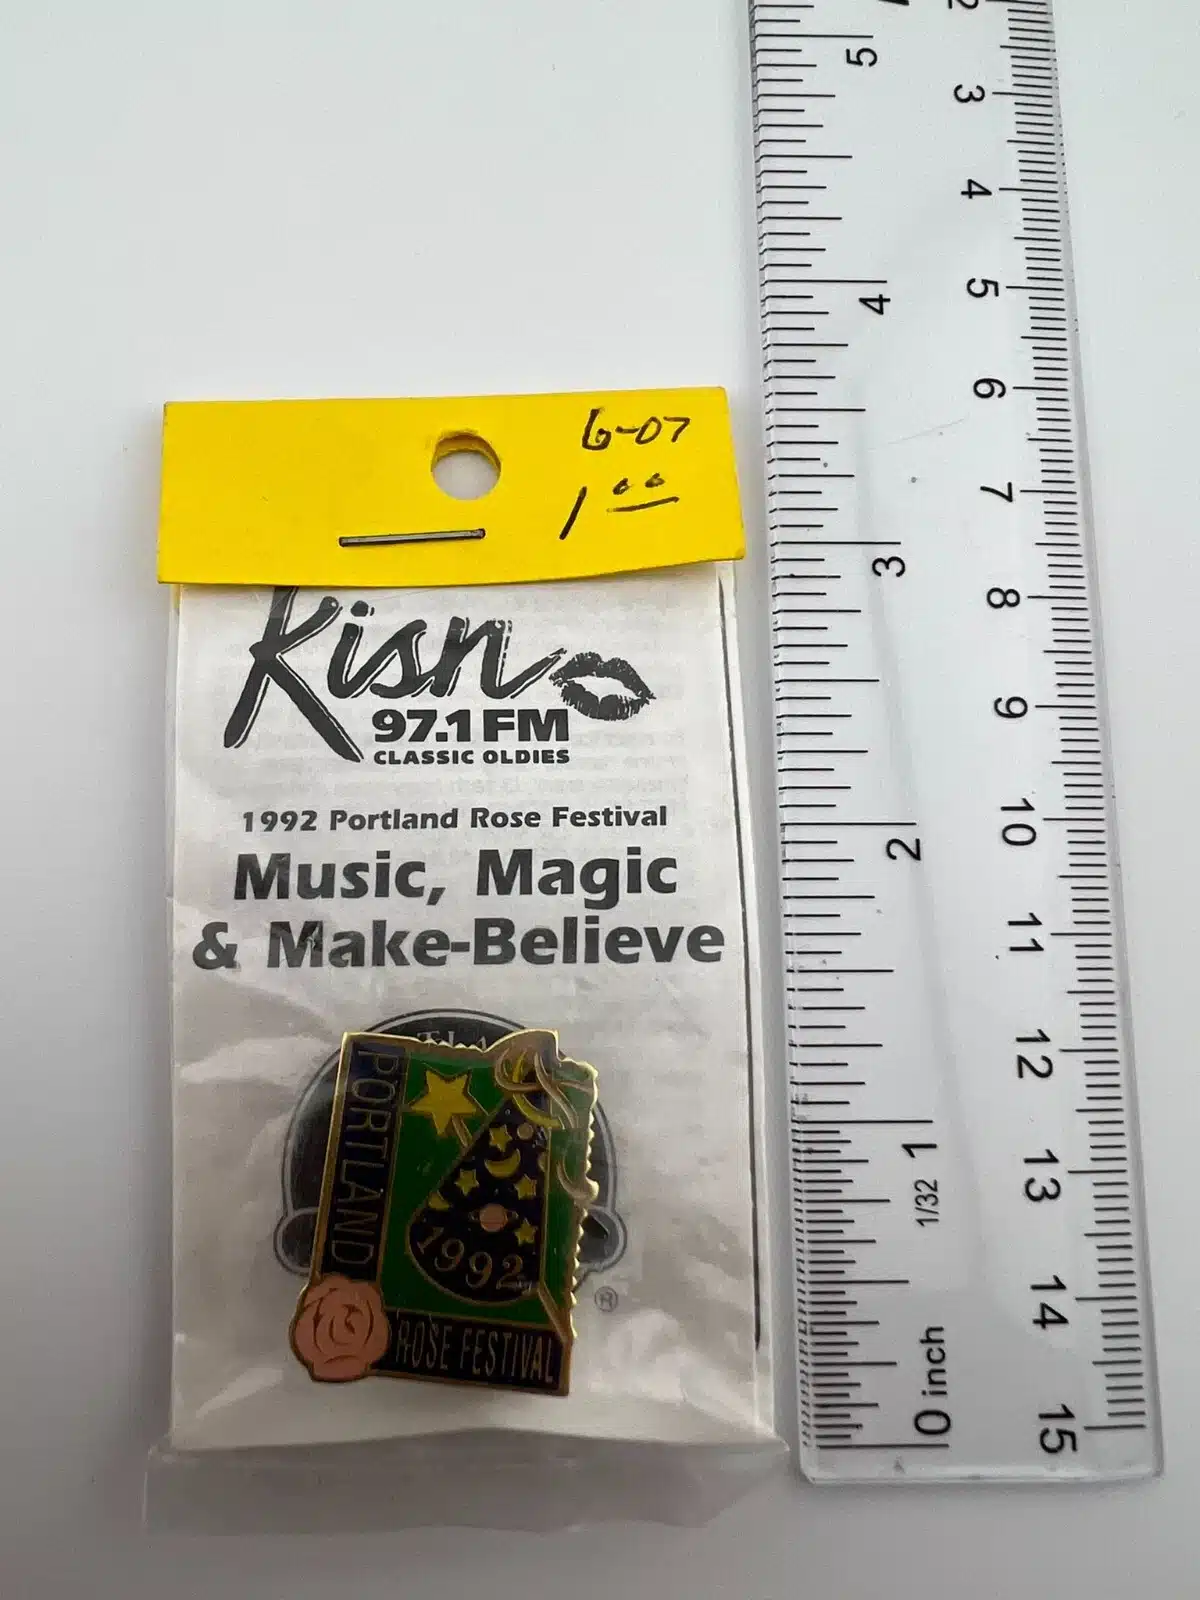 6-07
1.00
Kisn
97.1 FM
CLASSIC OLDIES
1992 Portland Rose Festival
Music, Magic
& Make-Believe
PORTLAND
1992
ROSE FESTIVAL
®
2
3
4
5
6
7
8
9
10
11
12
13
14
15
5
4
3
2
1
1/32
0 inch